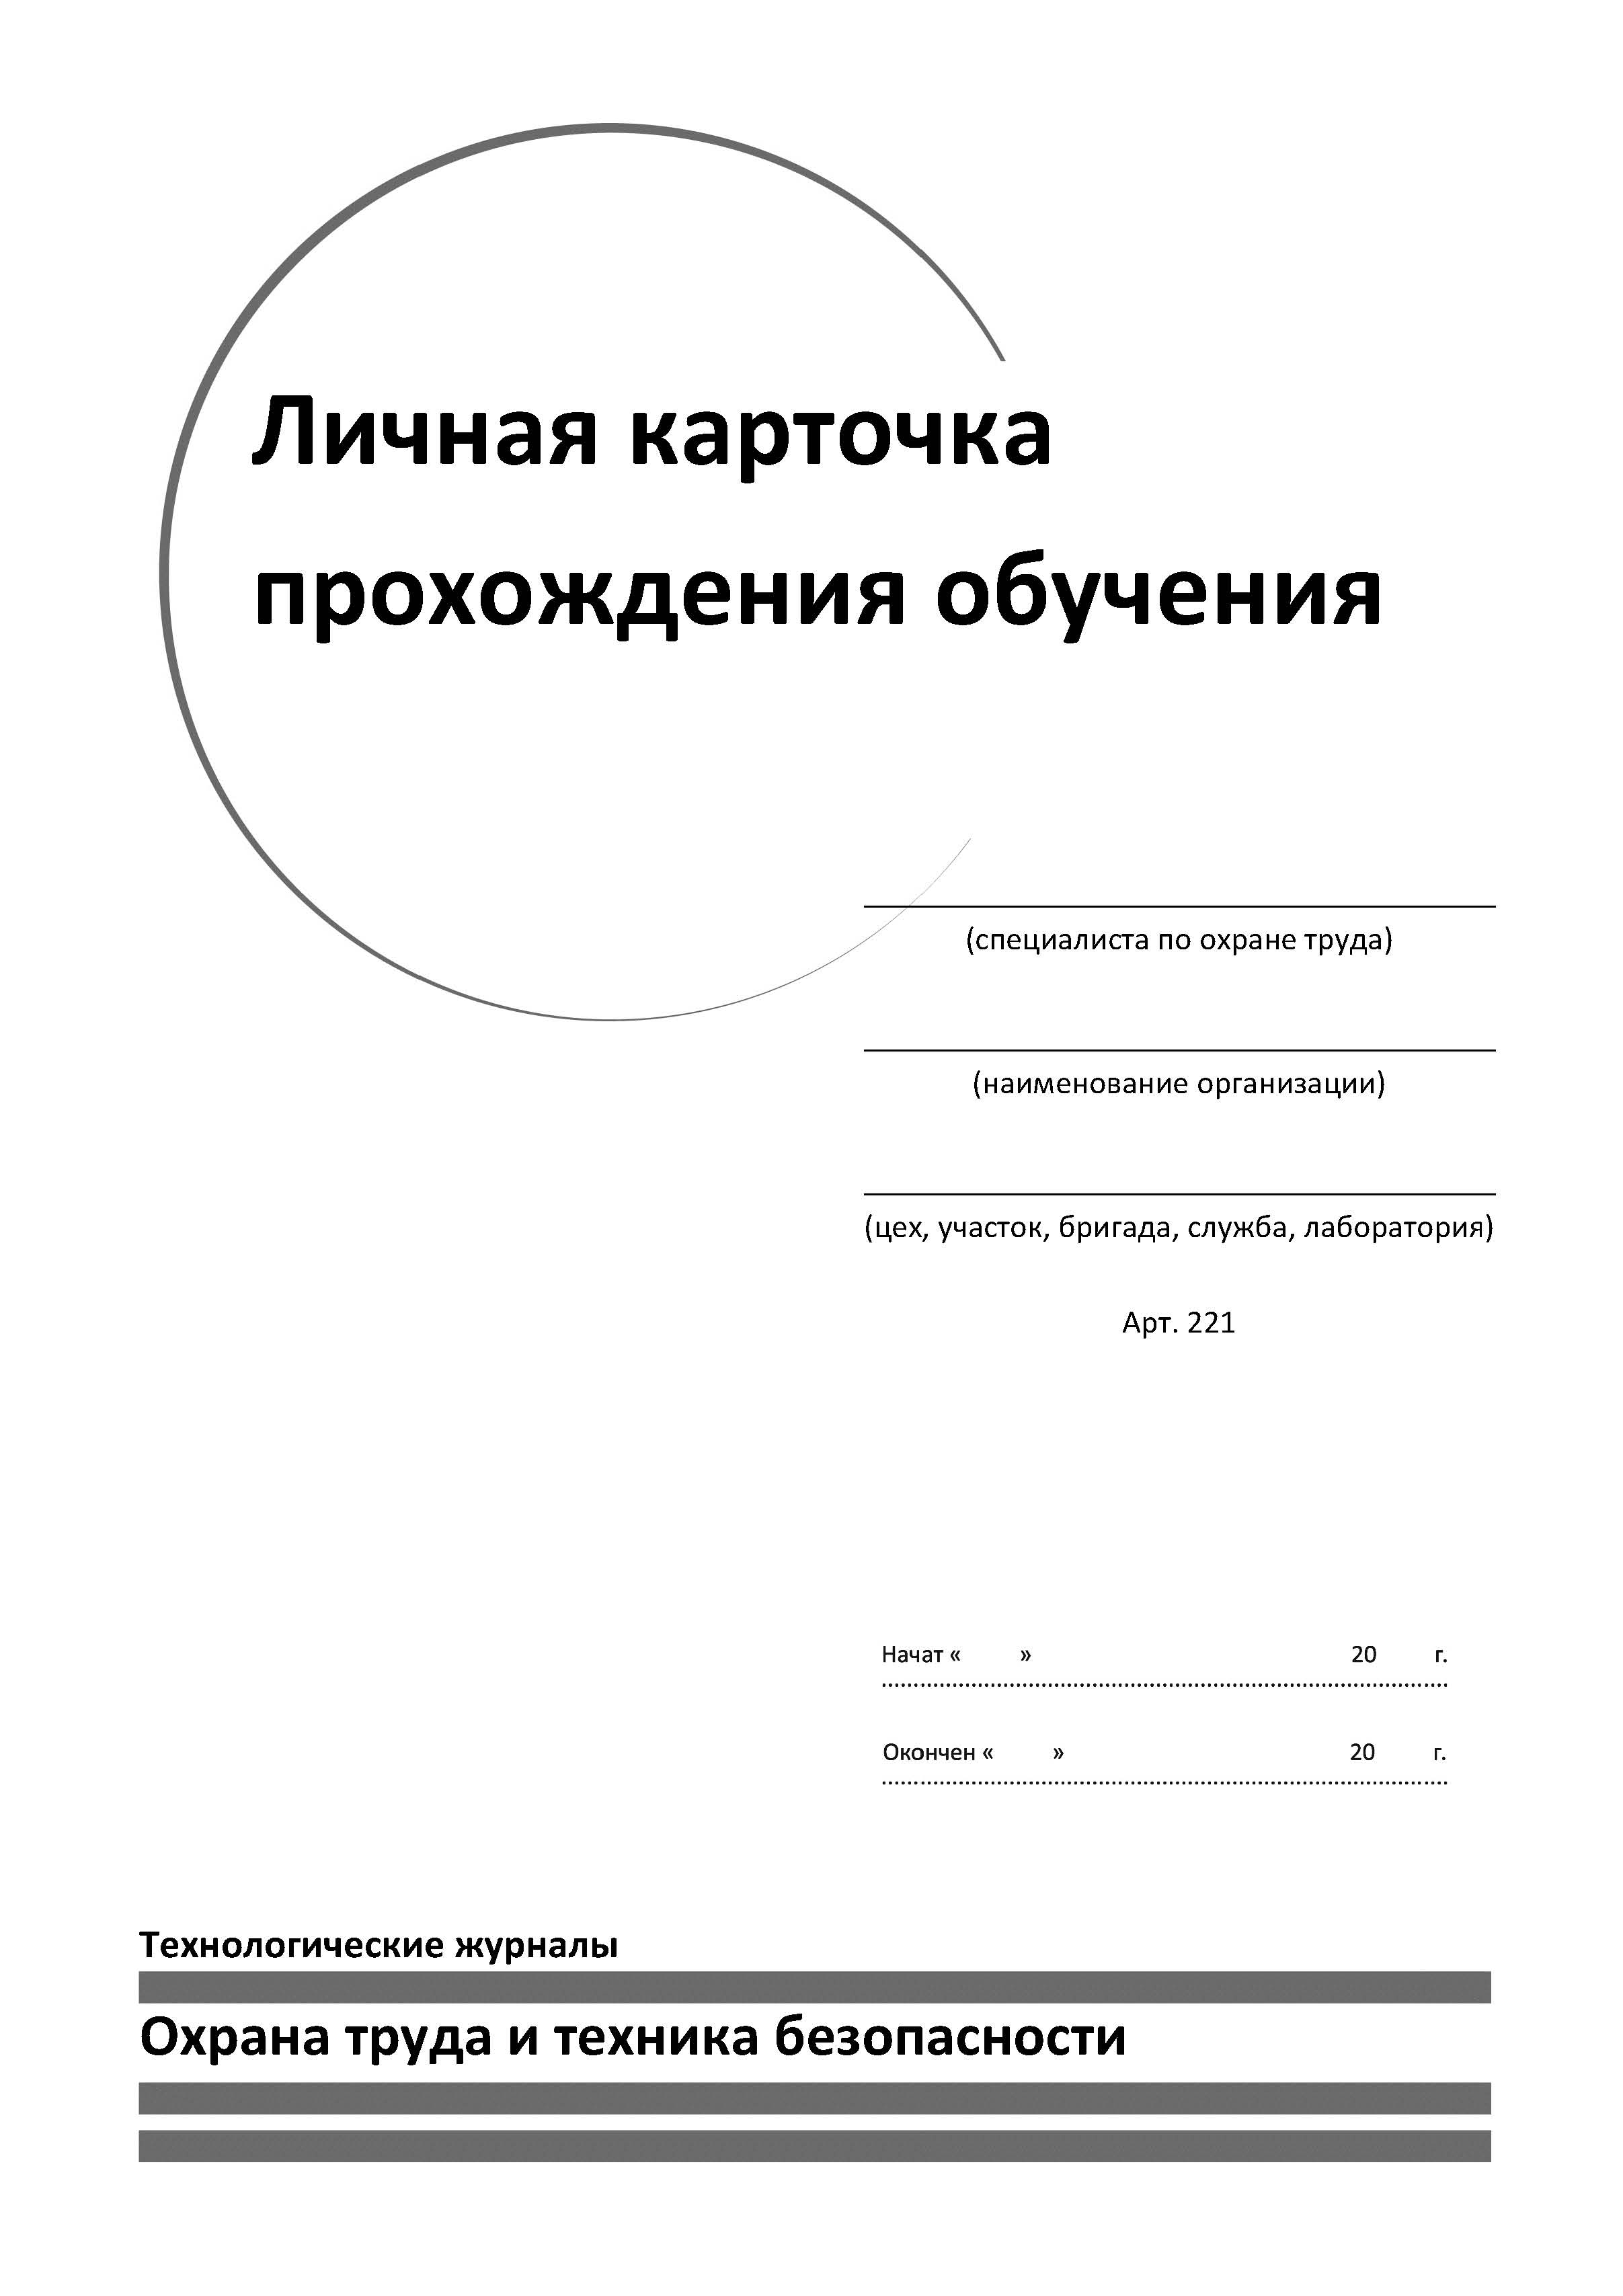 Личная карточка
прохождения обучения
(специалиста по охране труда)
(наименование организации)
(цех, участок, бригада, служба, лаборатория)
Арт. 221
Начат « » 20 г.
Окончен « » 20 г.
Технологические журналы
Охрана труда и техника безопасности